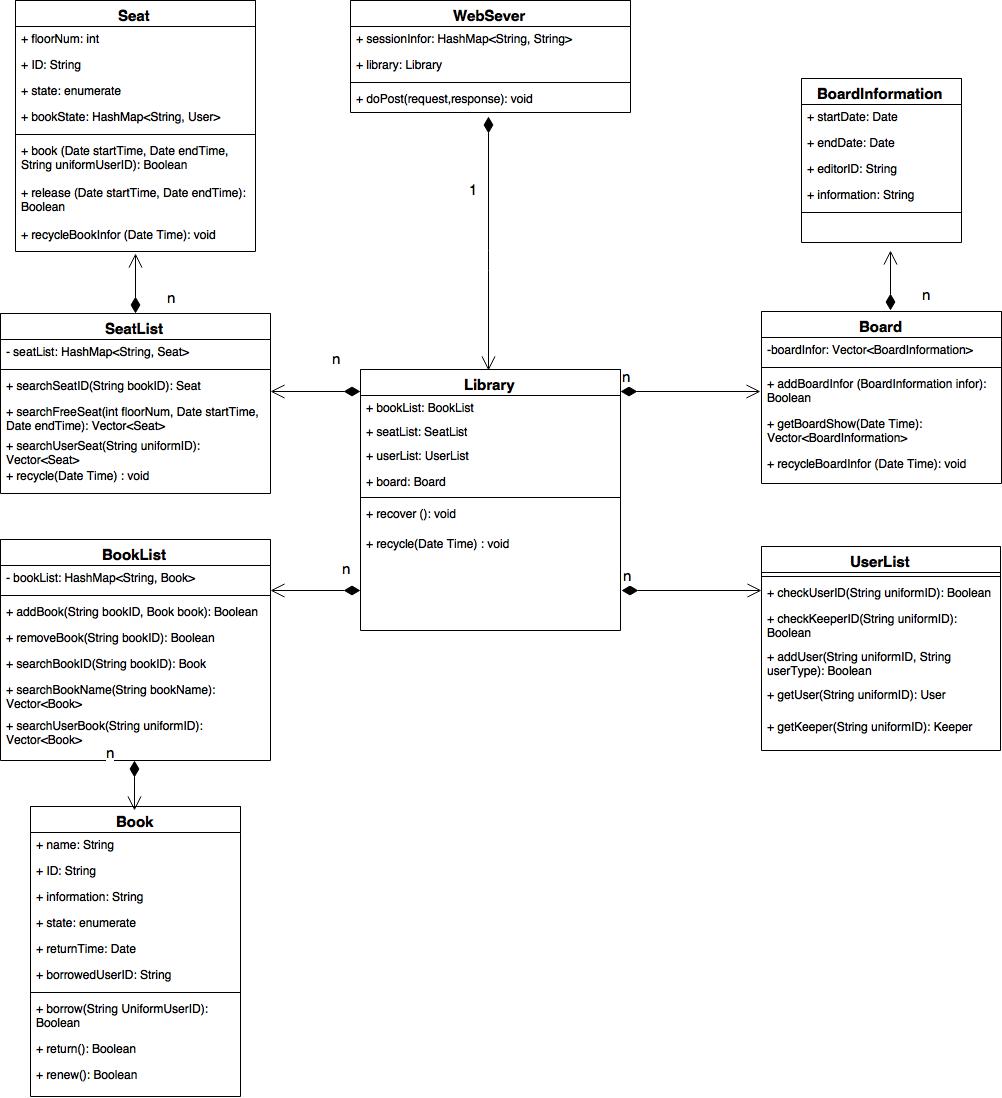 Seat
+ floorNum: int
+ ID: String
+ state: enumerate
+ bookState: HashMap<String, User>
+ book (Date startTime, Date endTime,
String uniformUserID): Boolean
+ release (Date startTime, Date endTime):
Boolean
+ recycleBookInfor (Date Time): void
WebSever
+ sessionInfor: HashMap<String, String>
+ library: Library
+ doPost(request,response): void
BoardInformation
+ startDate: Date
+ endDate: Date
+ editorID: String
+ information: String
1
n
n
SeatList
- seatList: HashMap<String, Seat>
+ searchSeatID(String bookID): Seat
+ searchFreeSeat(int floorNum, Date startTime,
Date endTime): Vector<Seat>
+ searchUserSeat(String uniformID):
Vector<Seat>
+ recycle(Date Time) : void
n
Library
+ bookList: BookList
+ seatList: SeatList
+ userList: UserList
+ board: Board
+ recover (): void
+ recycle(Date Time) : void
n
Board
-boardInfor: Vector<BoardInformation>
+ addBoardInfor (BoardInformation infor):
Boolean
+ getBoardShow(Date Time):
Vector<BoardInformation>
+ recycleBoardInfor (Date Time): void
BookList
- bookList: HashMap<String, Book>
+ addBook(String bookID, Book book): Boolean
+ removeBook(String bookID): Boolean
+ searchBookID(String bookID): Book
+ searchBookName(String bookName):
Vector<Book>
+ searchUserBook(String uniformID):
Vector<Book>
n
n
n
UserList
+ checkUserID(String uniformID): Boolean
+ checkKeeperID(String uniformID):
Boolean
+ addUser(String uniformID, String
userType): Boolean
+ getUser(String uniformID): User
+ getKeeper(String uniformID): Keeper
Book
+ name: String
+ ID: String
+ information: String
+ state: enumerate
+ returnTime: Date
+ borrowedUserID: String
+ borrow(String UniformUserID):
Boolean
+ return(): Boolean
+ renew(): Boolean